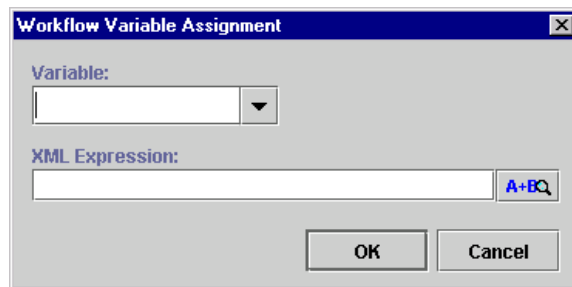 Workflow Variable Assignment
Variable:
XML Expression:
A+B
OK
Cancel